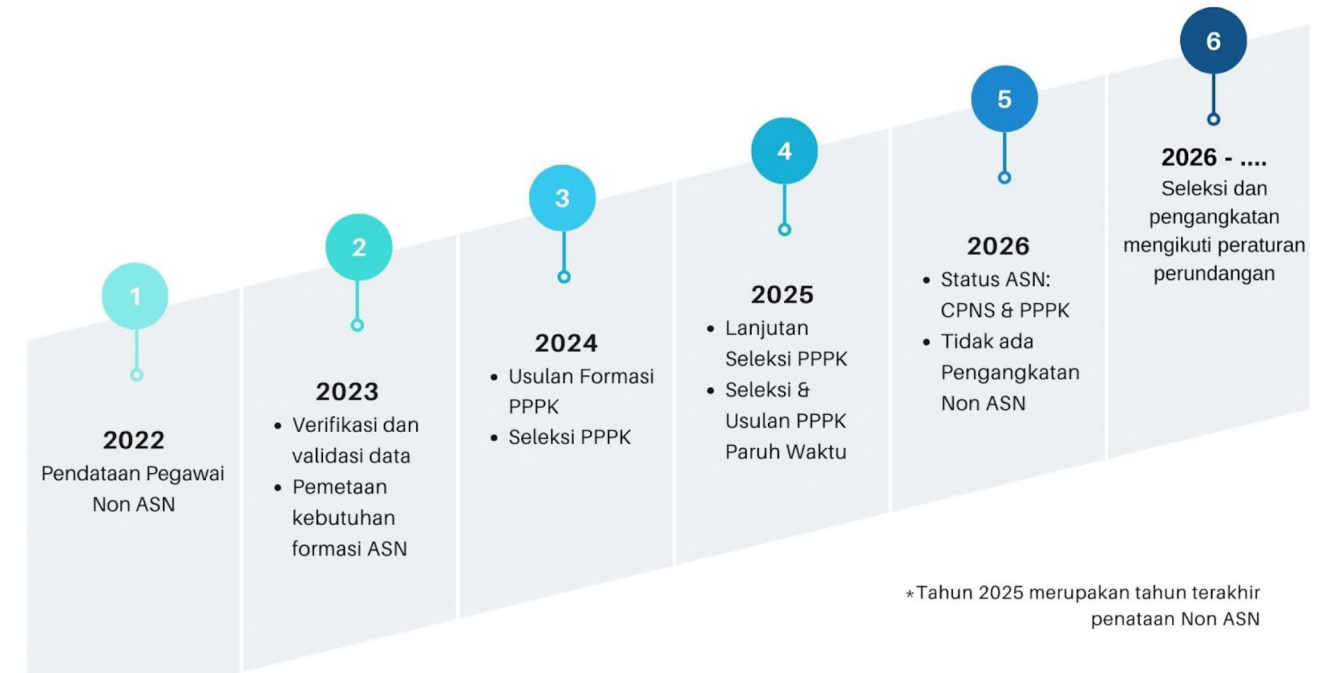 1
2022
Pendataan Pegawai
Non ASN
2
2023
• Verifikasi dan
validasi data
• Pemetaan
kebutuhan
formasi ASN
3
2024
• Usulan Formasi
PPPK
• Seleksi PPPK
4
2025
• Lanjutan
Seleksi PPPK
• Seleksi &
Usulan PPPK
Paruh Waktu
5
2026
• Status ASN:
CPNS & PPPK
• Tidak ada
Pengangkatan
Non ASN
6
2026 - ....
Seleksi dan
pengangkatan
mengikuti peraturan
perundangan
*Tahun 2025 merupakan tahun terakhir
penataan Non ASN